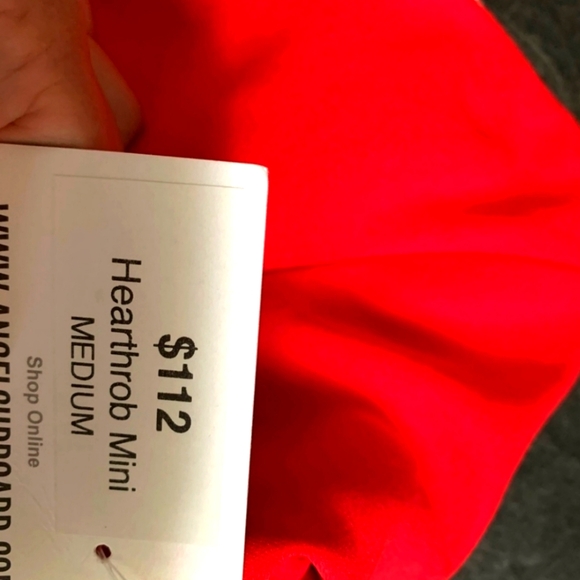 $112
Hearthrob Mini
MEDIUM
Shop Online